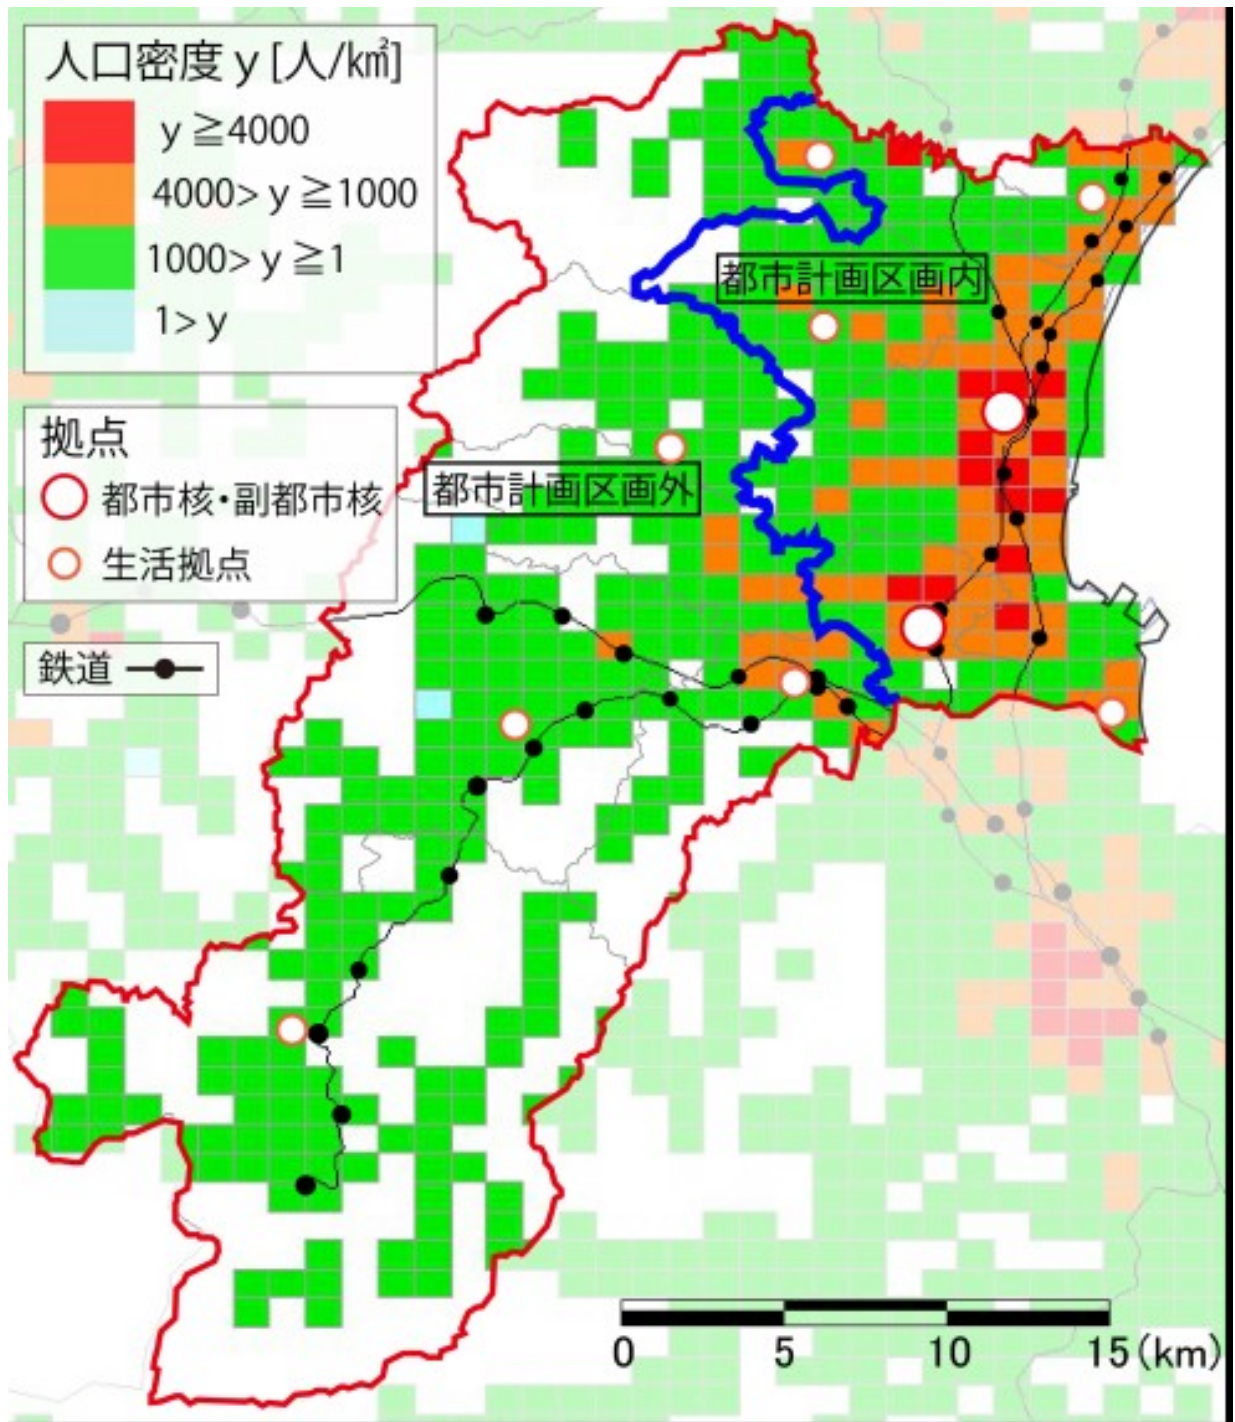 人口密度 y [人/k㎡]
y ≧4000
4000> y ≧1000
1000> y ≧1
1> y
拠点
都市核・副都市核
生活拠点
鉄道
都市計画区画内
都市計画区画外
0 5 10 15(km)